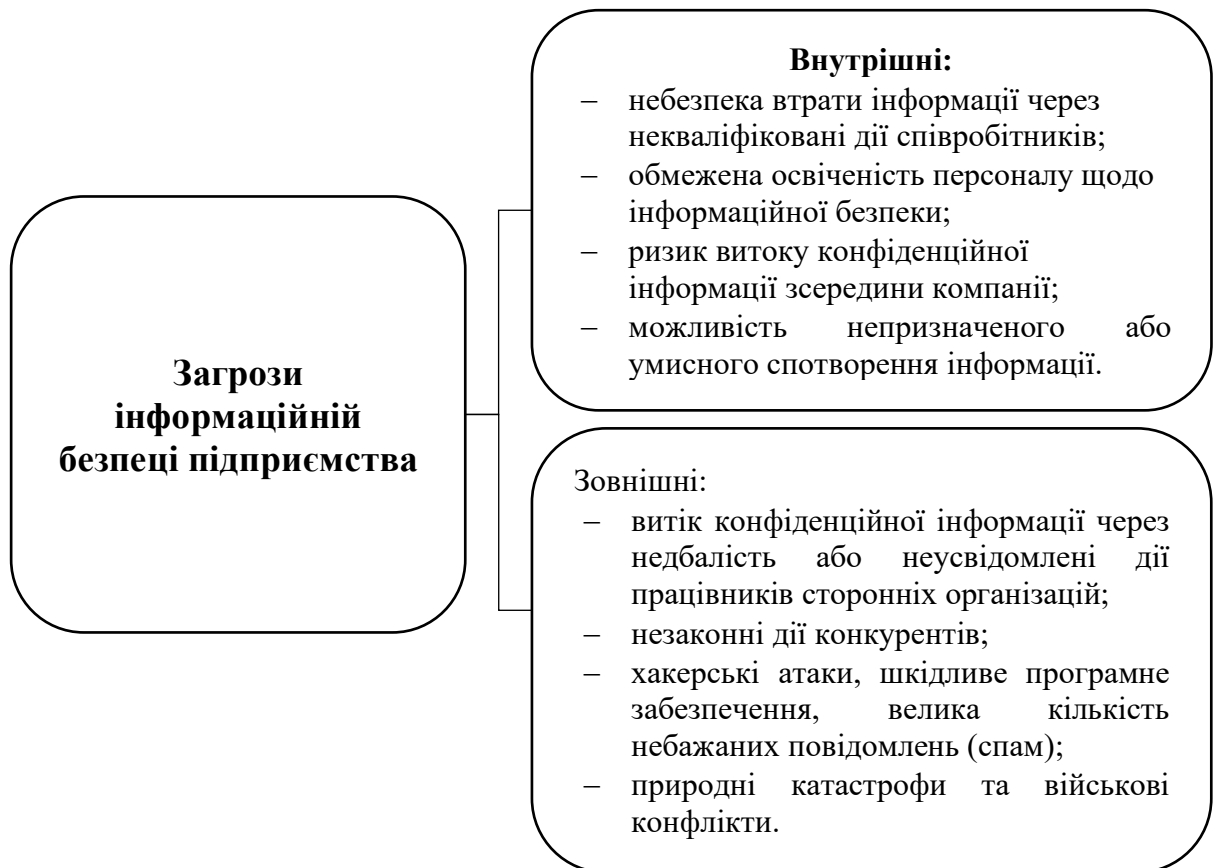 Загрози
інформаційній
безпеці підприємства
Внутрішні:
– небезпека втрати інформації через
некваліфіковані дії співробітників;
– обмежена освіченість персоналу щодо
інформаційної безпеки;
– ризик витоку конфіденційної
інформації зсередини компанії;
– можливість непризначеного або
умисного спотворення інформації.
Зовнішні:
– витік конфіденційної інформації через
недбалість або неусвідомлені дії
працівників сторонніх організацій;
– незаконні дії конкурентів;
– хакерські атаки, шкідливе програмне
забезпечення, велика кількість
небажаних повідомлень (спам);
– природні катастрофи та військові
конфлікти.